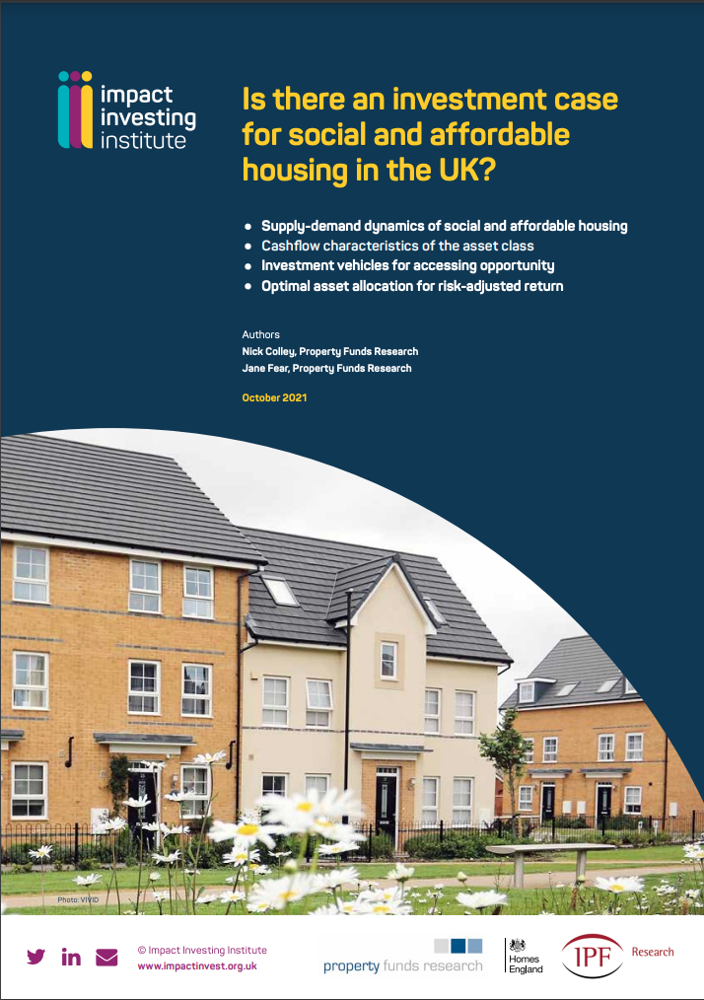 impact
investing
institute
Is there an investment case
for social and affordable
housing in the UK?
• Supply-demand dynamics of social and affordable housing
• Cashflow characteristics of the asset class
• Investment vehicles for accessing opportunity
• Optimal asset allocation for risk-adjusted return
Authors
Nick Colley, Property Funds Research
Jane Fear, Property Funds Research
October 2021
Photo: VIVID
© Impact Investing Institute
www.impactinvest.org.uk
property funds research
Homes
England
IPF Research